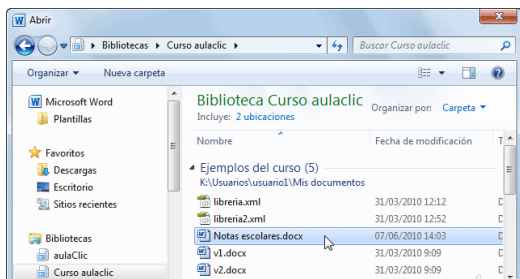 Abrir
Bibliotecas Curso aulaclic
Buscar Curso aulaclic
Organizar Nueva carpeta
Microsoft Word
Plantillas
Favoritos
Descargas
Escritorio
Sitios recientes
Bibliotecas
aulaClic
Curso aulaclic
Biblioteca Curso aulaclic
Incluye: 2 ubicaciones
Organizar por: Carpeta
Nombre Fecha de modificación T
Ejemplos del curso (5)
K:\Usuarios\usuario1\Mis documentos
libreria.xml 31/03/2010 12:12 D
libreria2.xml 31/03/2010 12:52 D
Notas escolares.docx 07/06/2010 14:03 D
v1.docx 31/03/2010 9:09 D
v2.docx 31/03/2010 9:09 D